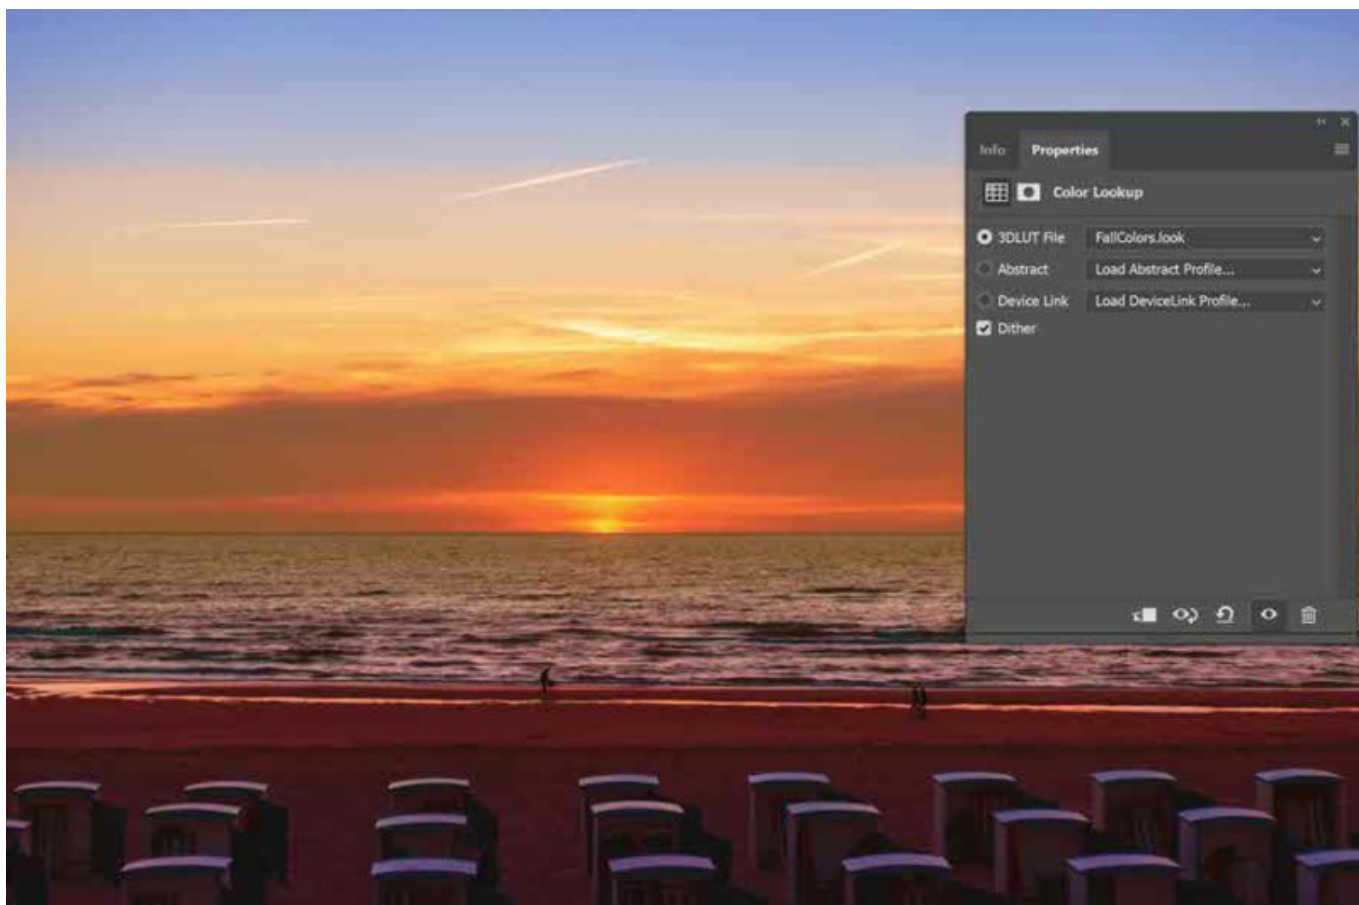 Info Properties
Color Lookup
3DLUT File FallColors.look
Abstract Load Abstract Profile...
Device Link Load DeviceLink Profile...
Dither